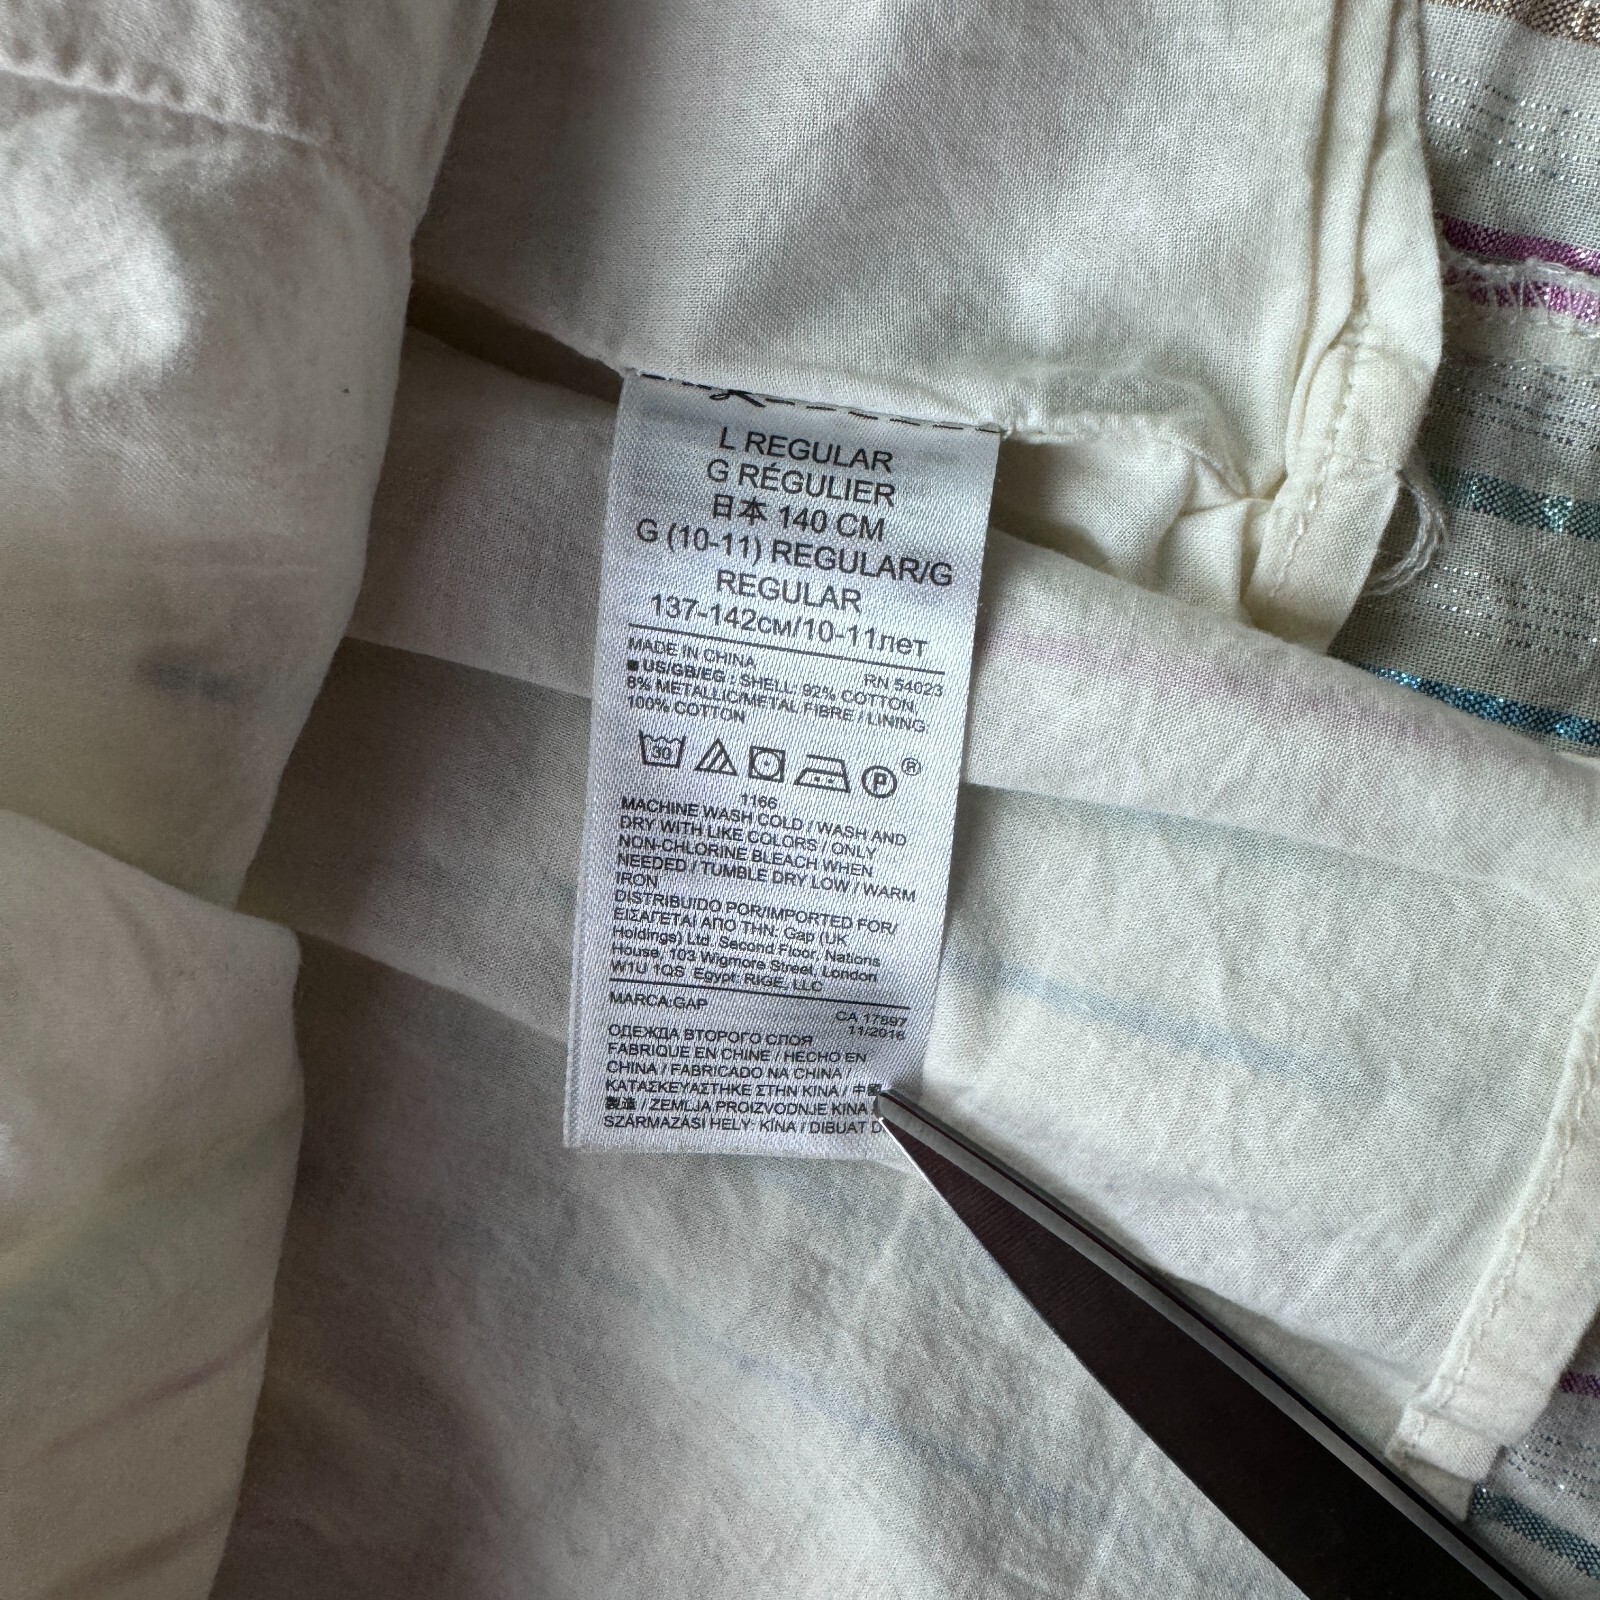 L REGULAR
G RÉGULIER
日本 140 CM
G (10-11) REGULAR/G
REGULAR
137-142см/10-11лет
MADE IN CHINA
RN 54023
■ US/GB/EG : SHELL: 92% COTTON,
8% METALLIC/METAL FIBRE / LINING
100% COTTON
30 P ®
1166
MACHINE WASH COLD / WASH AND
DRY WITH LIKE COLORS / ONLY
NON-CHLORINE BLEACH WHEN
NEEDED / TUMBLE DRY LOW / WARM
IRON
DISTRIBUIDO POR/IMPORTED FOR/
ΕΙΣΑΓΕΤΑΙ ΑΠΟ ΤΗΝ: Gap (UK
Holdings) Ltd, Second Floor, Nations
House, 103 Wigmore Street, London
W1U 1QS Egypt: RIGE, LLC
MARCA:GAP
CA 17897
11/2016
ОДЕЖДА ВТОРОГО СЛОЯ
FABRIQUE EN CHINE / HECHO EN
CHINA / FABRICADO NA CHINA /
ΚΑΤΑΣΚΕΥΑΣΤΗΚΕ ΣΤΗΝ ΚΙΝΑ / 中國
製造 / ZEMLJA PROIZVODNJE KINA /
SZÁRMAZÁSI HELY: KÍNA / DIBUAT D